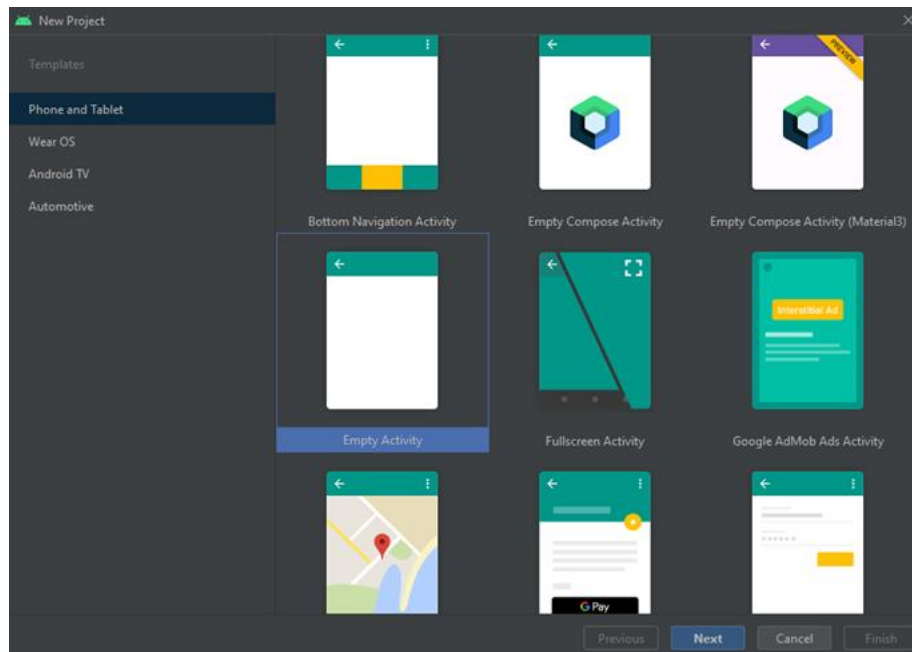 New Project
Templates
Phone and Tablet
Wear OS
Android TV
Automotive
PREVIEW
Bottom Navigation Activity
Empty Compose Activity
Empty Compose Activity (Material3)
Interstitial Ad
Empty Activity
Fullscreen Activity
Google AdMob Ads Activity
G Pay
Previous
Next
Cancel
Finish